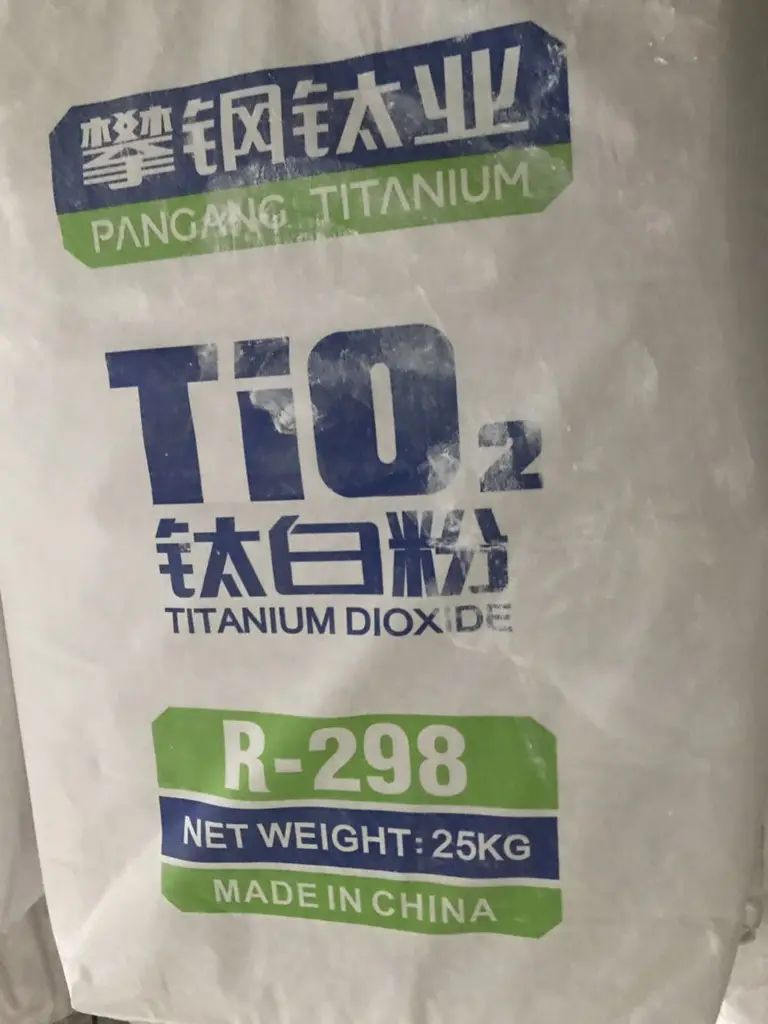 攀钢钛业
PANGANG TITANIUM
TiO2
钛白粉
TITANIUM DIOXIDE
R-298
NET WEIGHT: 25KG
MADE IN CHINA